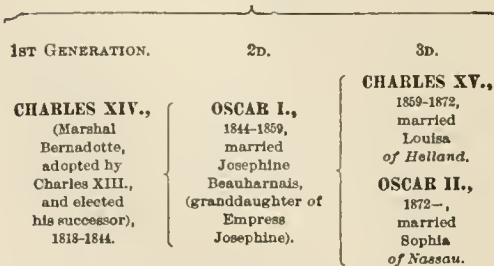 1ST GENERATION.
2D.
3D.
CHARLES XIV.,
(Marshal
Bernadotte,
adopted by
Charles XIII.,
and elected
his successor),
1818-1844.
OSCAR I.,
1844-1859,
married
Josephine
Beauharnais,
(granddaughter of
Empress
Josephine).
CHARLES XV.,
1859-1872,
married
Louisa
of Holland.
OSCAR II.,
1872–,
married
Sophia
of Nassau.